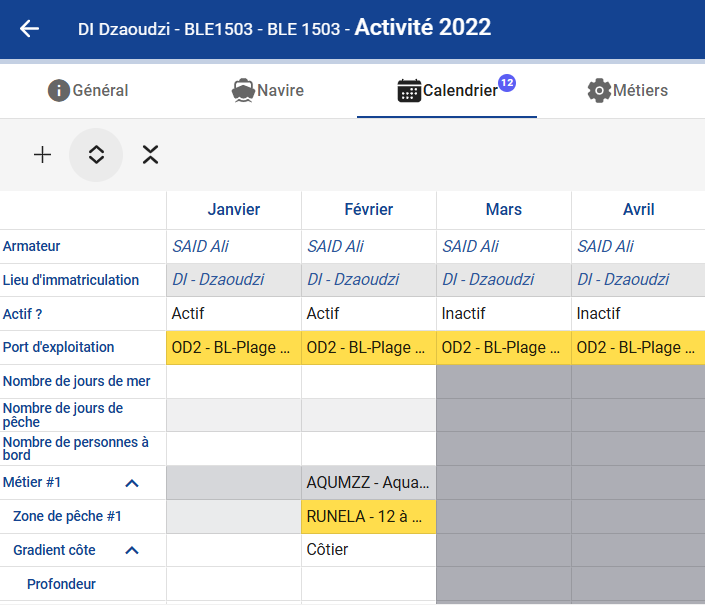 DI Dzaoudzi - BLE1503 - BLE 1503 - Activité 2022
Général Navire Calendrier 12 Métiers
Janvier Février Mars Avril
Armateur SAID Ali SAID Ali SAID Ali SAID Ali
Lieu d'immatriculation DI - Dzaoudzi DI - Dzaoudzi DI - Dzaoudzi DI - Dzaoudzi
Actif ? Actif Actif Inactif Inactif
Port d'exploitation OD2 - BL-Plage ... OD2 - BL-Plage ... OD2 - BL-Plage ... OD2 - BL-Plage ...
Nombre de jours de mer
Nombre de jours de
pêche
Nombre de personnes à
bord
Métier #1 AQUMZZ - Aqua...
Zone de pêche #1 RUNELA - 12 à ...
Gradient côte Côtier
Profondeur